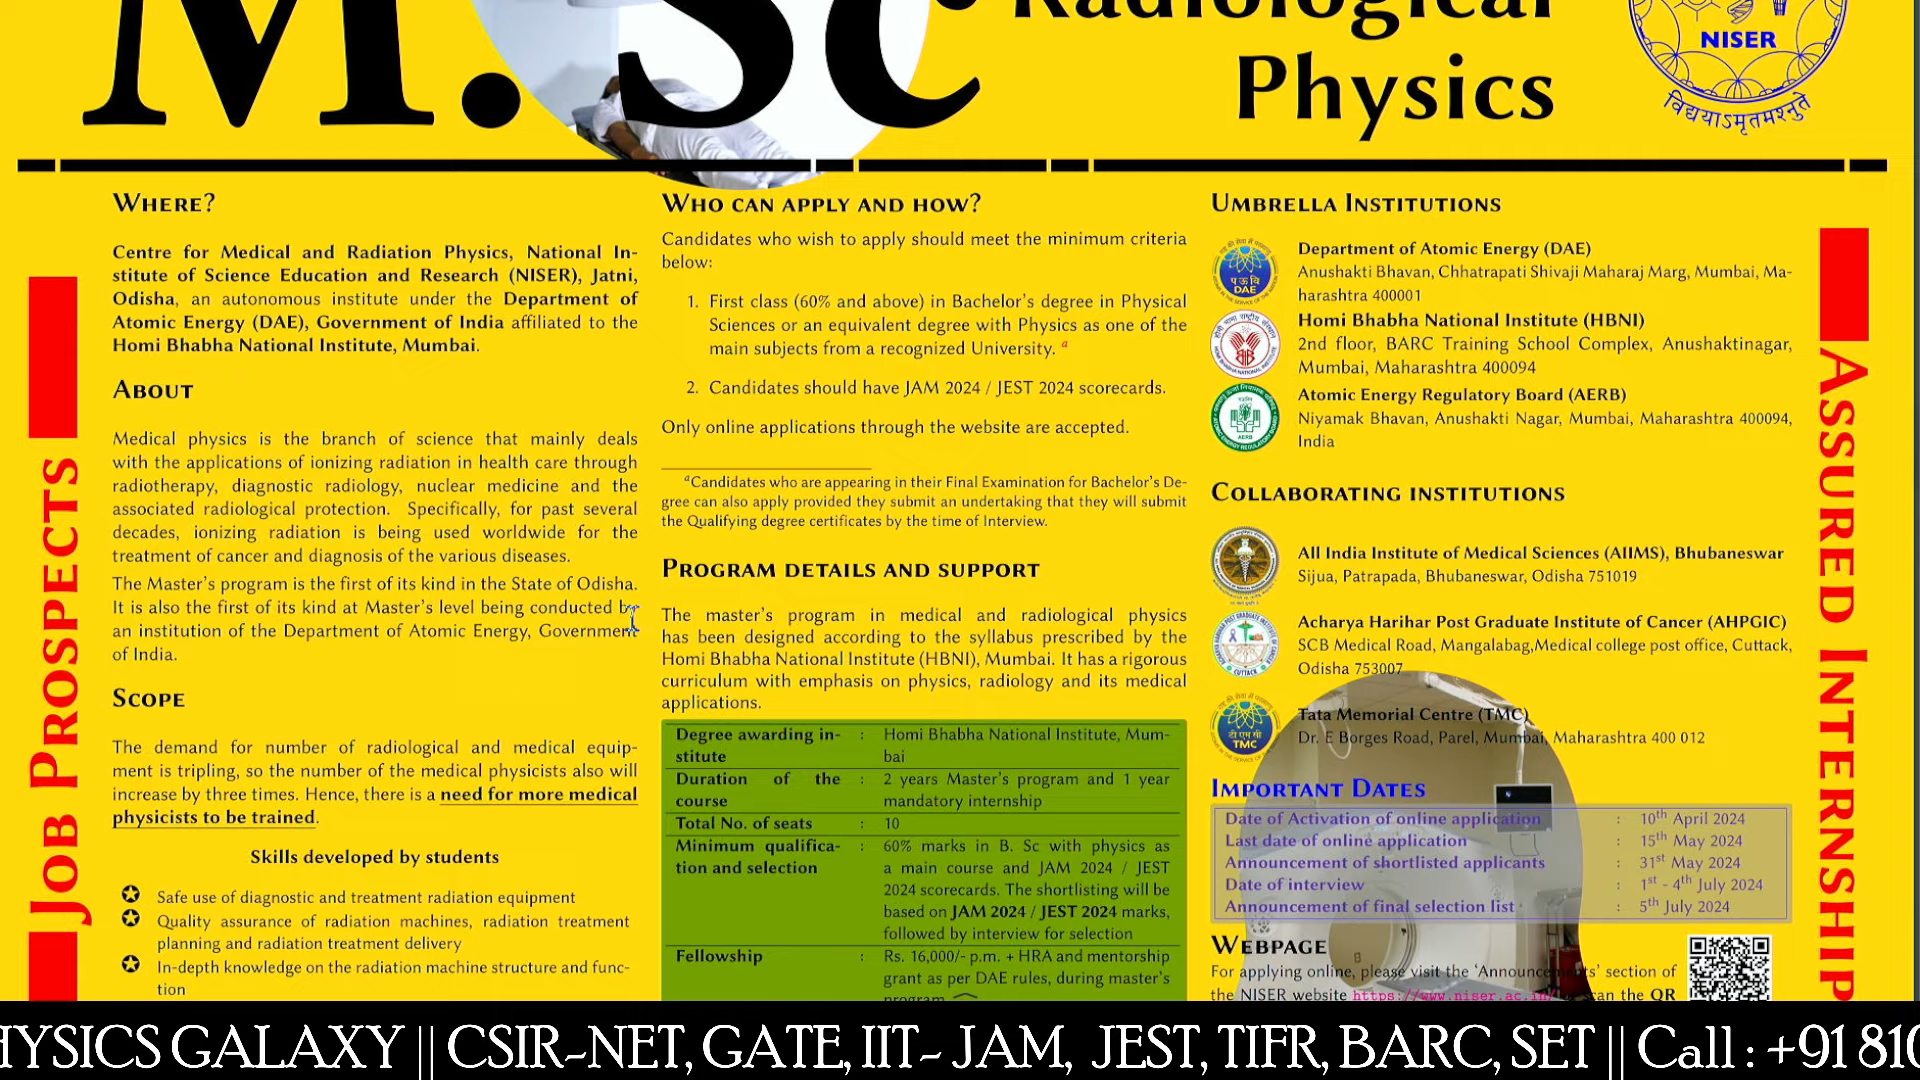 M.Sc
Radiological
Physics
NISER
विद्ययाऽमृतमश्नुते
WHERE?
Centre for Medical and Radiation Physics, National In-
stitute of Science Education and Research (NISER), Jatni,
Odisha, an autonomous institute under the Department of
Atomic Energy (DAE), Government of India affiliated to the
Homi Bhabha National Institute, Mumbai.
ABOUT
Medical physics is the branch of science that mainly deals
with the applications of ionizing radiation in health care through
radiotherapy, diagnostic radiology, nuclear medicine and the
associated radiological protection. Specifically, for past several
decades, ionizing radiation is being used worldwide for the
treatment of cancer and diagnosis of the various diseases.
The Master's program is the first of its kind in the State of Odisha.
It is also the first of its kind at Master's level being conducted by
an institution of the Department of Atomic Energy, Government
of India.
SCOPE
The demand for number of radiological and medical equip-
ment is tripling, so the number of the medical physicists also will
increase by three times. Hence, there is a need for more medical
physicists to be trained.
Skills developed by students
Safe use of diagnostic and treatment radiation equipment
Quality assurance of radiation machines, radiation treatment
planning and radiation treatment delivery
In-depth knowledge on the radiation machine structure and func-
tion
JOB PROSPECTS
WHO CAN APPLY AND HOW?
Candidates who wish to apply should meet the minimum criteria
below:
1. First class (60% and above) in Bachelor's degree in Physical
Sciences or an equivalent degree with Physics as one of the
main subjects from a recognized University. a
2. Candidates should have JAM 2024 / JEST 2024 scorecards.
Only online applications through the website are accepted.
aCandidates who are appearing in their Final Examination for Bachelor's De-
gree can also apply provided they submit an undertaking that they will submit
the Qualifying degree certificates by the time of Interview.
PROGRAM DETAILS AND SUPPORT
The master's program in medical and radiological physics
has been designed according to the syllabus prescribed by the
Homi Bhabha National Institute (HBNI), Mumbai. It has a rigorous
curriculum with emphasis on physics, radiology and its medical
applications.
Degree awarding in- : Homi Bhabha National Institute, Mum-
stitute bai
Duration of the : 2 years Master's program and 1 year
course mandatory internship
Total No. of seats : 10
Minimum qualifica- : 60% marks in B. Sc with physics as
tion and selection a main course and JAM 2024 / JEST
2024 scorecards. The shortlisting will be
based on JAM 2024 / JEST 2024 marks,
followed by interview for selection
Fellowship : Rs. 16,000/- p.m. + HRA and mentorship
grant as per DAE rules, during master's
program
UMBRELLA INSTITUTIONS
DAE
Department of Atomic Energy (DAE)
Anushakti Bhavan, Chhatrapati Shivaji Maharaj Marg, Mumbai, Ma-
harashtra 400001
Homi Bhabha National Institute (HBNI)
2nd floor, BARC Training School Complex, Anushaktinagar,
Mumbai, Maharashtra 400094
AERB
Atomic Energy Regulatory Board (AERB)
Niyamak Bhavan, Anushakti Nagar, Mumbai, Maharashtra 400094,
India
COLLABORATING INSTITUTIONS
All India Institute of Medical Sciences (AIIMS), Bhubaneswar
Sijua, Patrapada, Bhubaneswar, Odisha 751019
CUTTACK
Acharya Harihar Post Graduate Institute of Cancer (AHPGIC)
SCB Medical Road, Mangalabag,Medical college post office, Cuttack,
Odisha 753007
टी एम सी
TMC
Tata Memorial Centre (TMC)
Dr. E Borges Road, Parel, Mumbai, Maharashtra 400 012
IMPORTANT DATES
Date of Activation of online application : 10th April 2024
Last date of online application : 15th May 2024
Announcement of shortlisted applicants : 31st May 2024
Date of interview : 1st - 4th July 2024
Announcement of final selection list : 5th July 2024
WEBPAGE
For applying online, please visit the 'Announcements' section of
the NISER website https://www.niser.ac.in/ or scan the QR
ASSURED INTERNSHIP
HYSICS GALAXY || CSIR-NET, GATE, IIT- JAM, JEST, TIFR, BARC, SET || Call : +91 810